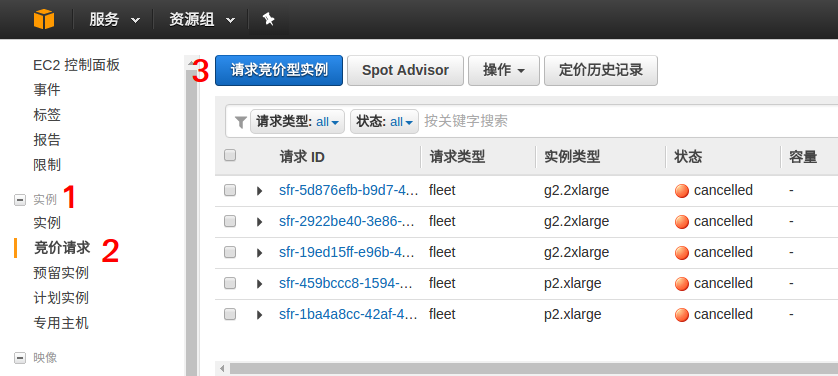 服务 资源组
EC2 控制面板
事件
标签
报告
限制
实例 1
实例
竞价请求 2
预留实例
计划实例
专用主机
映像
3 请求竞价型实例 Spot Advisor 操作 定价历史记录
请求类型: all 状态: all 按关键字搜索
请求 ID 请求类型 实例类型 状态 容量
sfr-5d876efb-b9d7-4... fleet g2.2xlarge cancelled -
sfr-2922be40-3e86-... fleet g2.2xlarge cancelled -
sfr-19ed15ff-e96b-4... fleet g2.2xlarge cancelled -
sfr-459bccc8-1594-... fleet p2.xlarge cancelled -
sfr-1ba4a8cc-42af-4... fleet p2.xlarge cancelled -